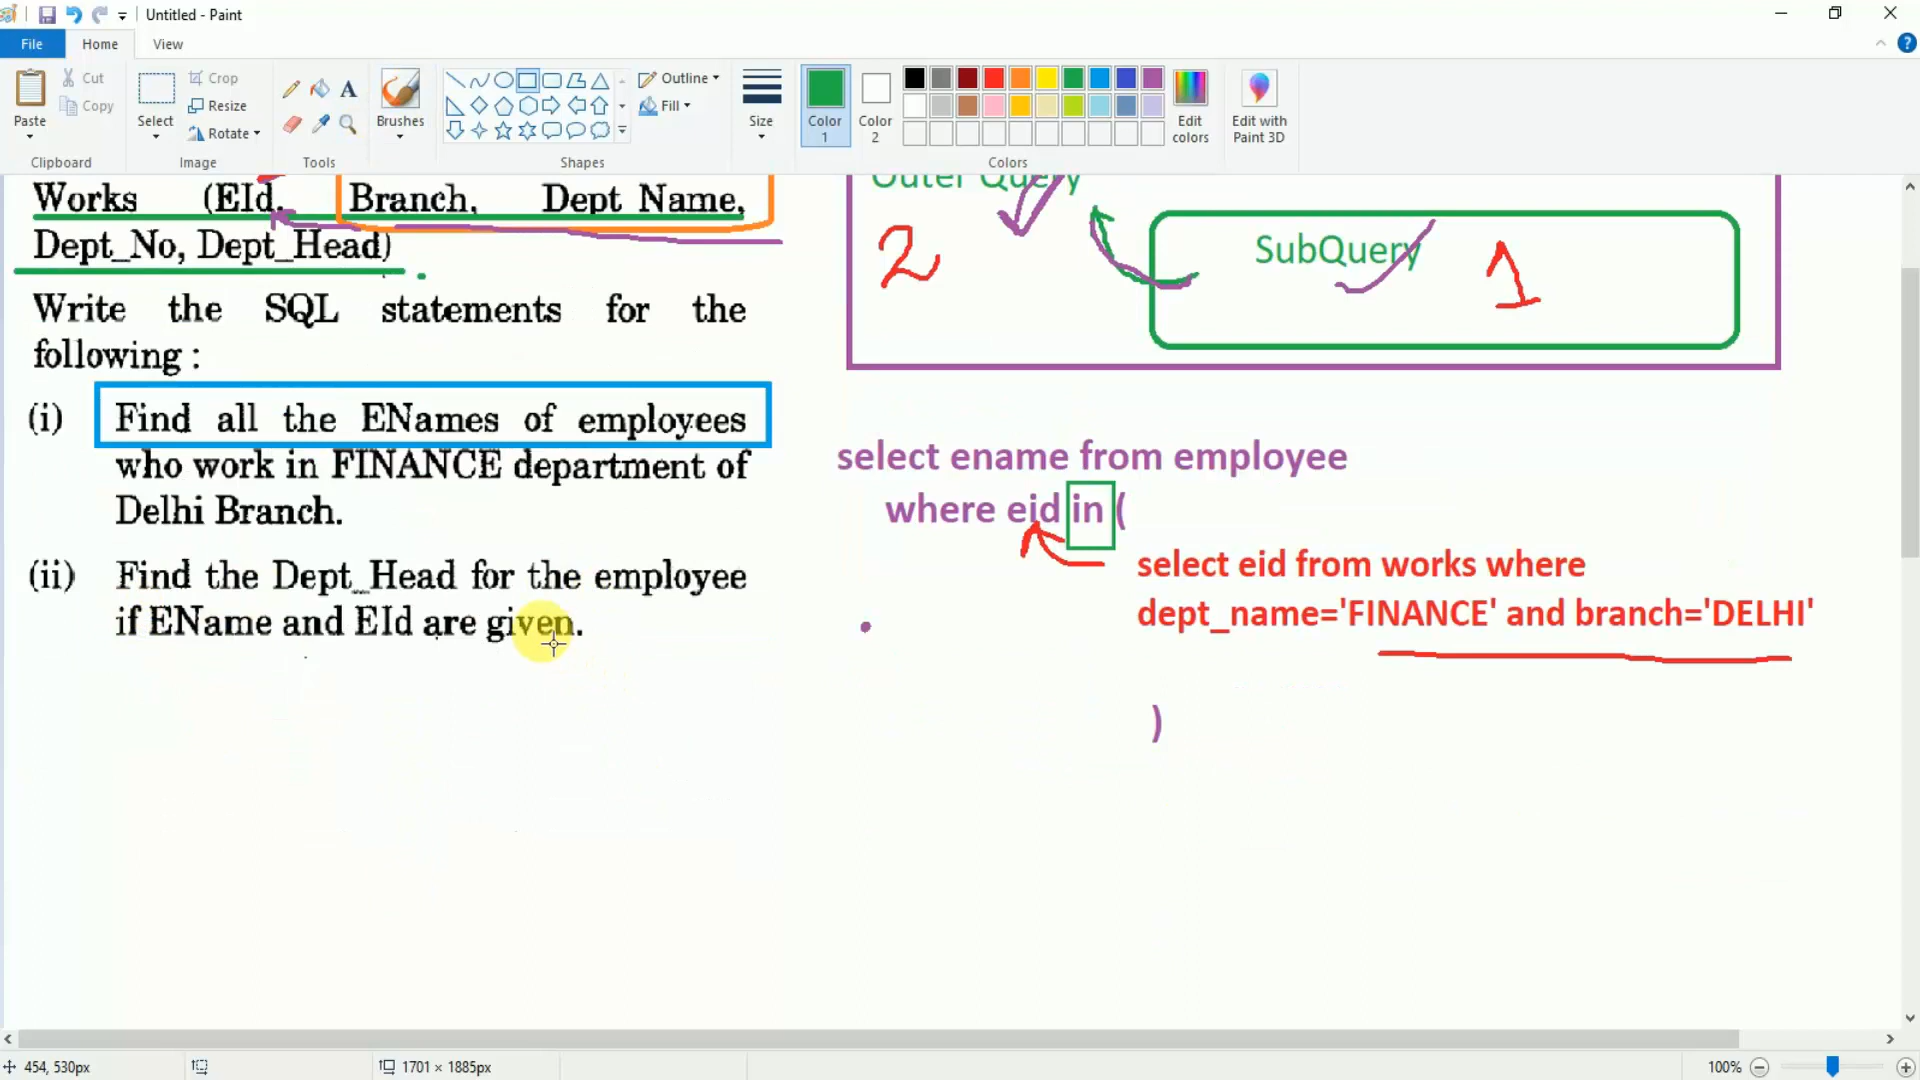 Untitled - Paint
File
Home
View
Paste
Cut
Copy
Clipboard
Select
Crop
Resize
Rotate
Image
A
Tools
Brushes
Outline
Fill
Shapes
Size
Color
1
Color
2
Edit
colors
Colors
Edit with
Paint 3D
Works (EId, Branch, Dept_Name,
Dept_No, Dept_Head)
Write the SQL statements for the
following :
(i) Find all the ENames of employees
who work in FINANCE department of
Delhi Branch.
(ii) Find the Dept_Head for the employee
if EName and EId are given.
Outer Query
2
SubQuery
1
select ename from employee
where eid in (
select eid from works where
dept_name='FINANCE' and branch='DELHI'
)
454, 530px
1701 × 1885px
100%